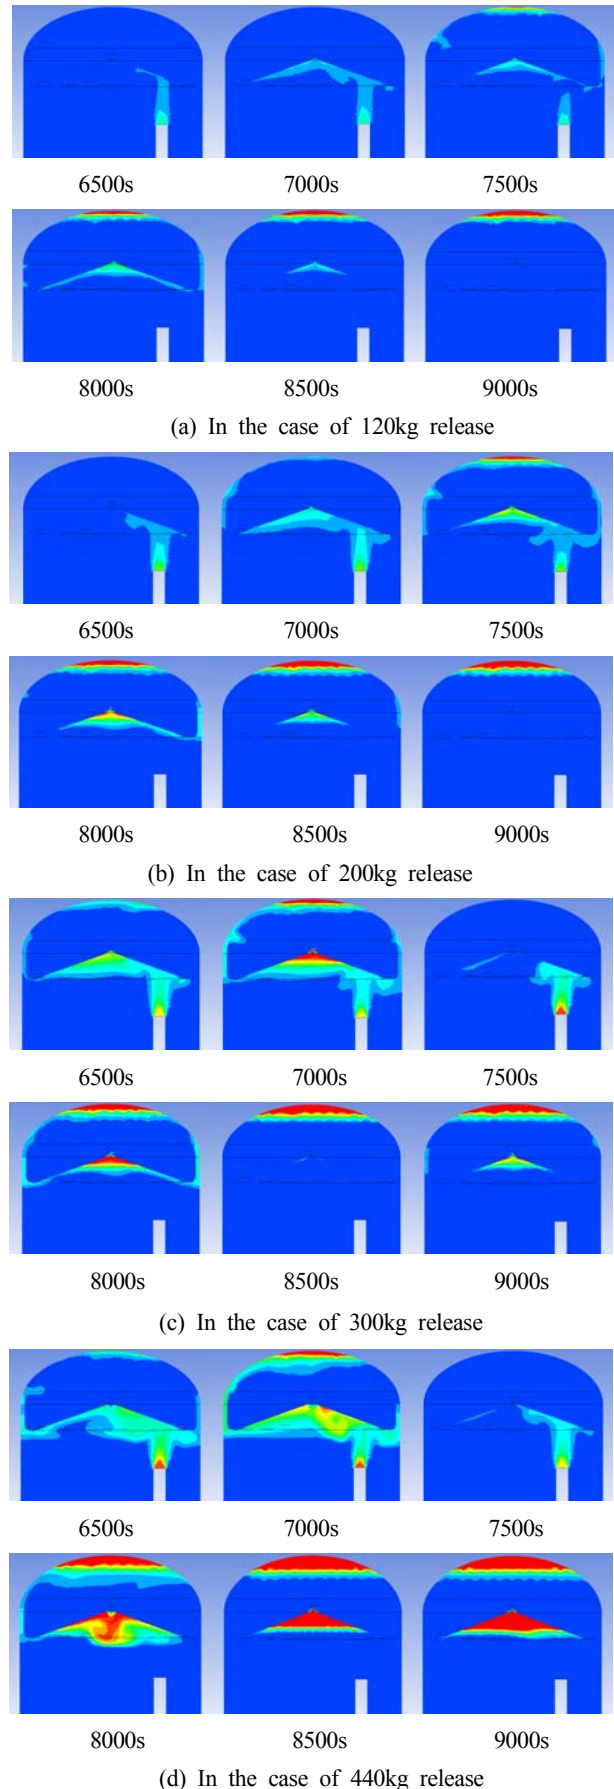 6500s 7000s 7500s
8000s 8500s 9000s
(a) In the case of 120kg release
6500s 7000s 7500s
8000s 8500s 9000s
(b) In the case of 200kg release
6500s 7000s 7500s
8000s 8500s 9000s
(c) In the case of 300kg release
6500s 7000s 7500s
8000s 8500s 9000s
(d) In the case of 440kg release